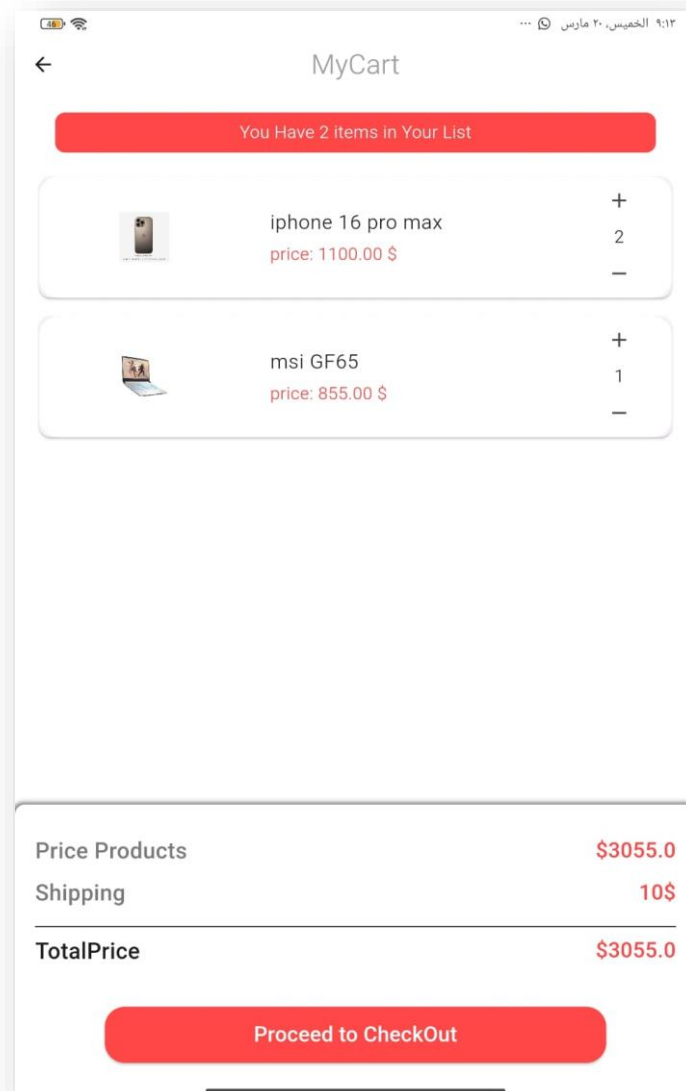 ٩:١٣ الخميس، ٢٠ مارس ...
46
MyCart
You Have 2 items in Your List
iphone 16 pro max
price: 1100.00 $
+
2
−
msi GF65
price: 855.00 $
+
1
−
Price Products $3055.0
Shipping 10$
TotalPrice $3055.0
Proceed to CheckOut